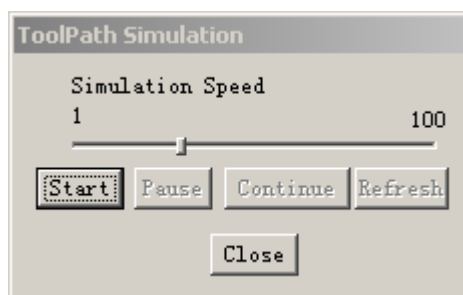 ToolPath Simulation
Simulation Speed
1 100
Start Pause Continue Refresh
Close